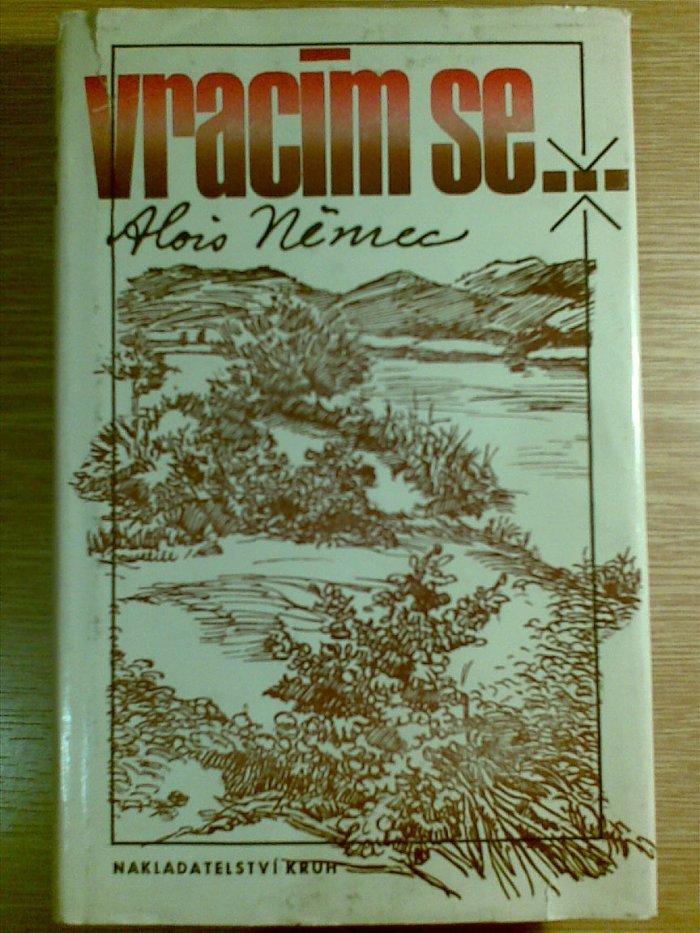 vracím se...
Alois Němec
NAKLADATELSTVÍ KRUH